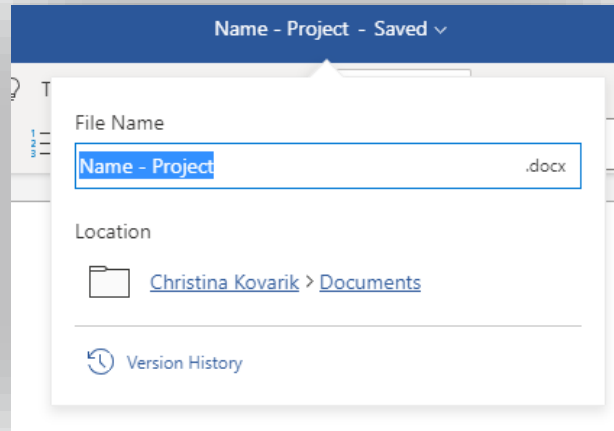 Name - Project - Saved
T
File Name
Name - Project .docx
Location
Christina Kovarik > Documents
Version History